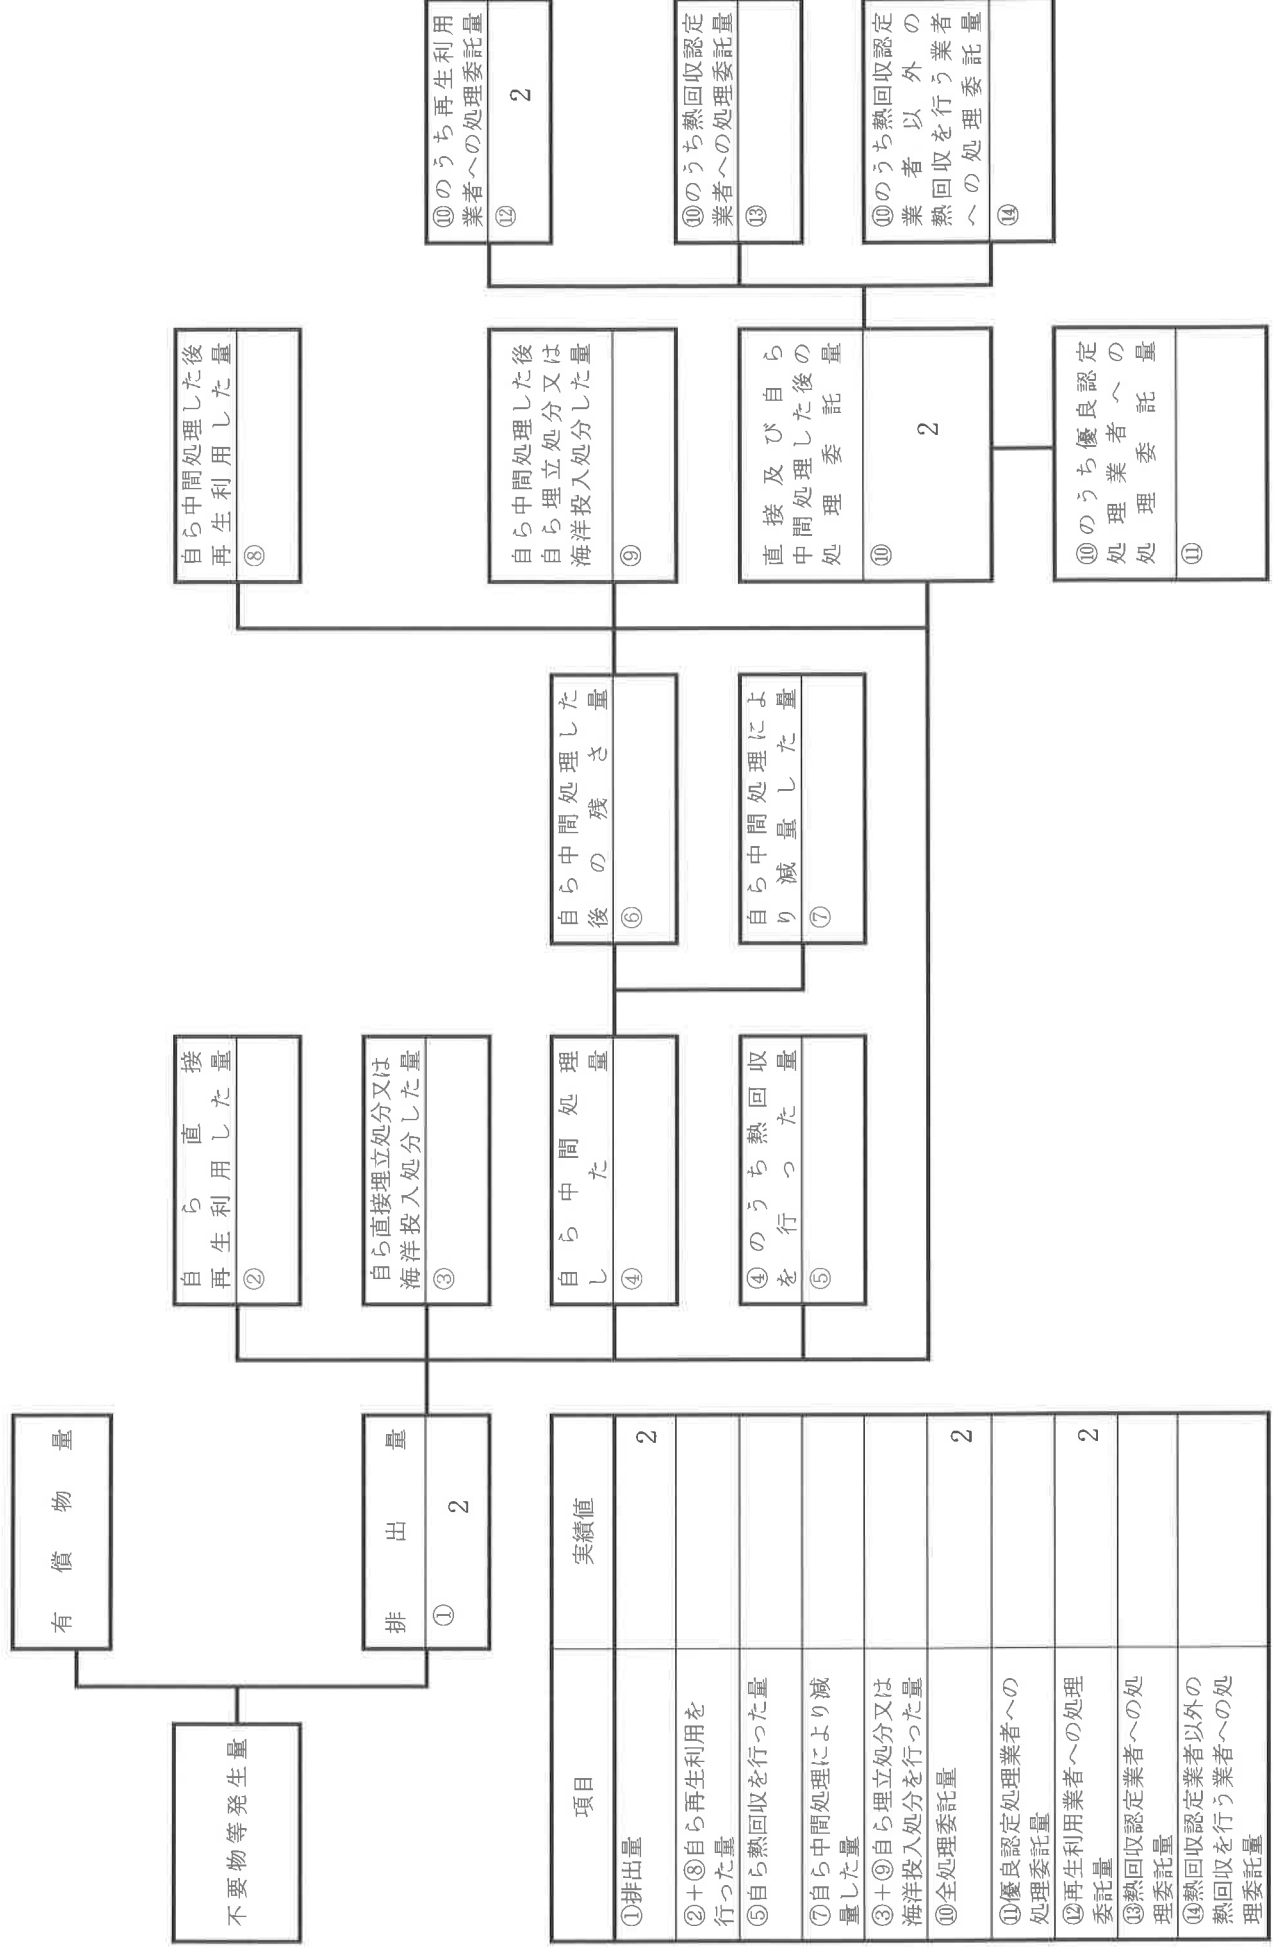 不要物等発生量
有償物量
排出量
① 2
自ら直接
再生利用した量
②
自ら直接埋立処分又は
海洋投入処分した量
③
自ら中間処理
した量
④
④のうち熱回収
を行った量
⑤
自ら中間処理した
後の残さ量
⑥
自ら中間処理によ
り減量した量
⑦
自ら中間処理した後
再生利用した量
⑧
自ら中間処理した後
自ら埋立処分又は
海洋投入処分した量
⑨
直接及び自ら
中間処理した後の
処理委託量
⑩ 2
⑩のうち優良認定
処理業者への
処理委託量
⑪
⑩のうち再生利用
業者への処理委託量
⑫ 2
⑩のうち熱回収認定
業者への処理委託量
⑬
⑩のうち熱回収認定
業者以外の
熱回収を行う業者
への処理委託量
⑭
項目 実績値
①排出量 2
②+⑧自ら再生利用を
行った量
⑤自ら熱回収を行った量
⑦自ら中間処理により減
量した量
③+⑨自ら埋立処分又は
海洋投入処分を行った量
⑩全処理委託量 2
⑪優良認定処理業者への
処理委託量
⑫再生利用業者への処理
委託量 2
⑬熱回収認定業者への処
理委託量
⑭熱回収認定業者以外の
熱回収を行う業者への処
理委託量